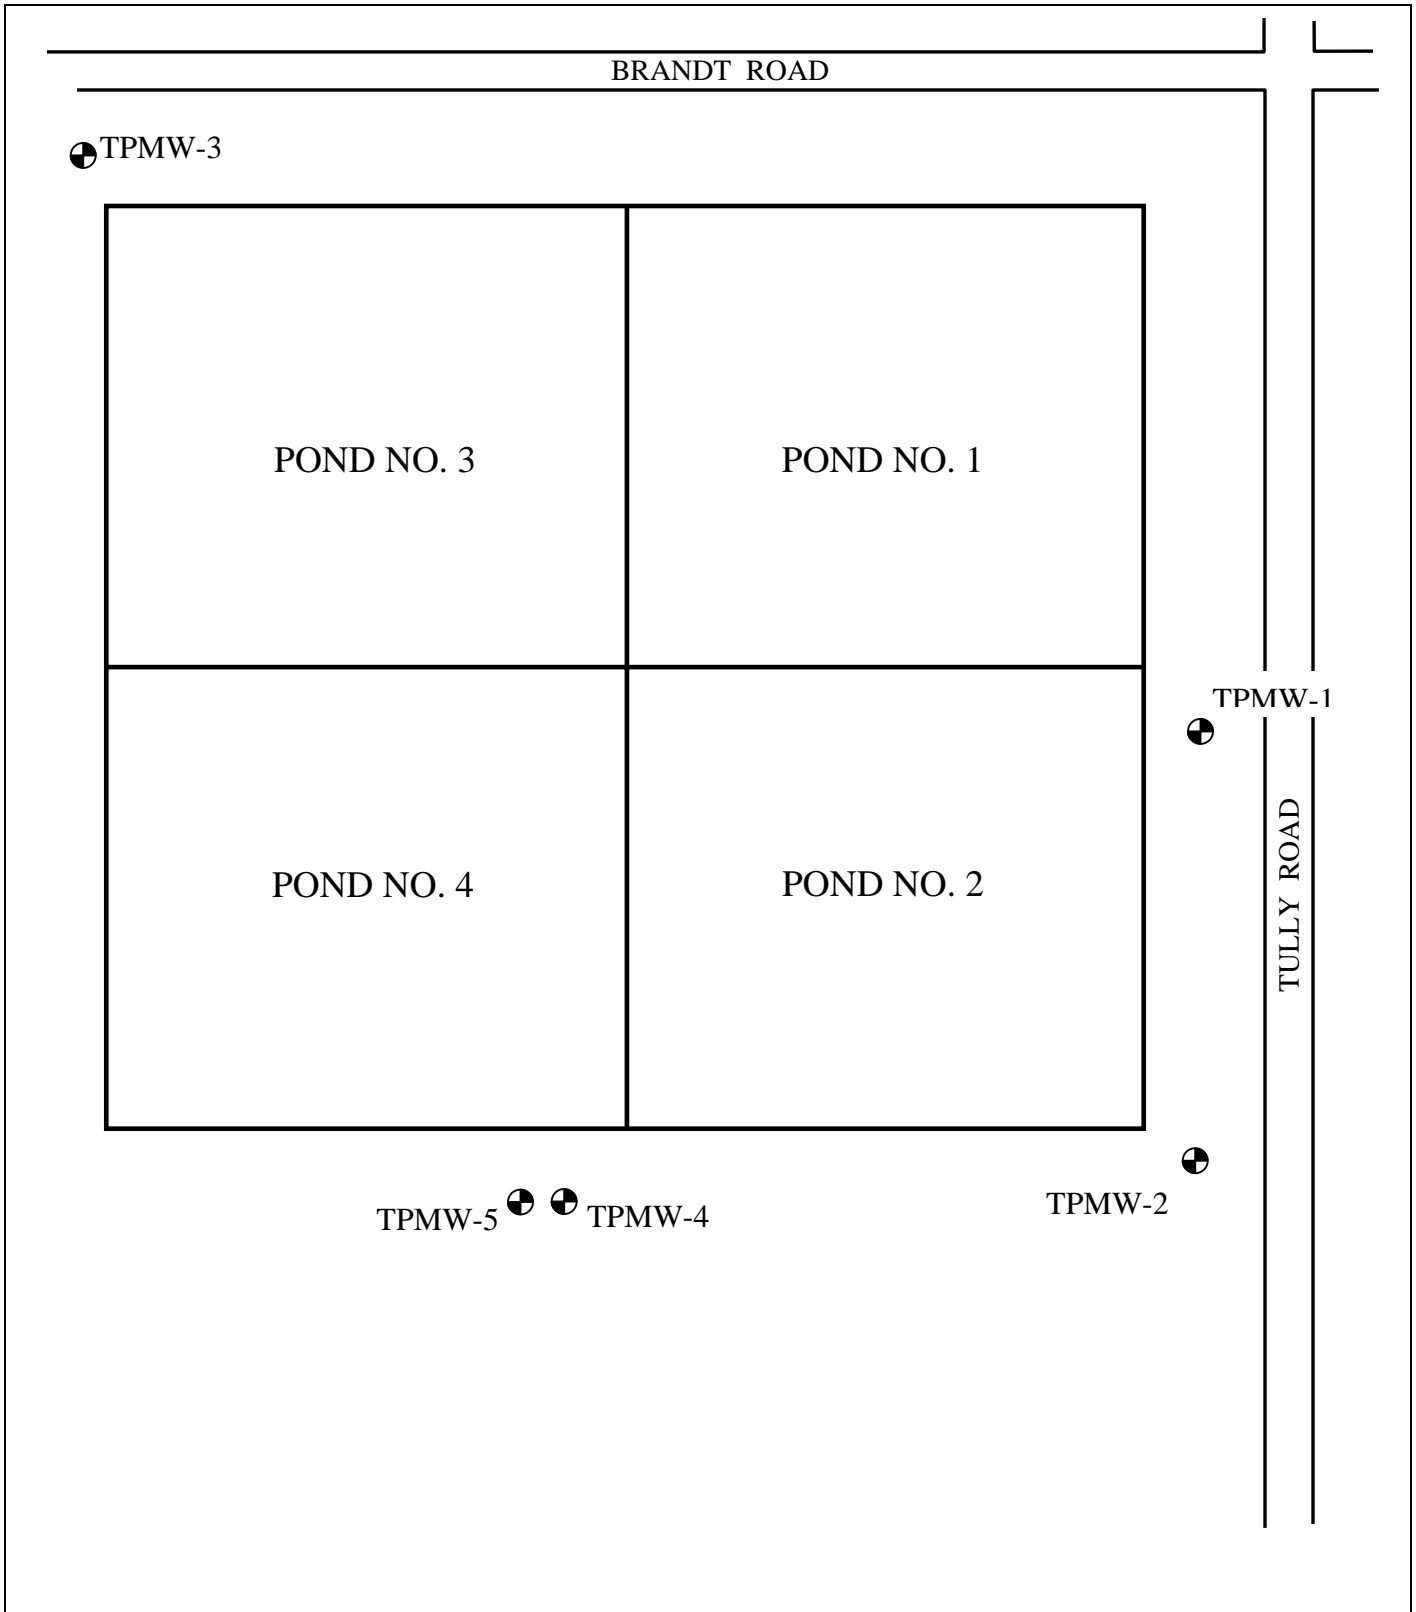 BRANDT ROAD
TPMW-3
POND NO. 3
POND NO. 1
TPMW-1
TULLY ROAD
POND NO. 4
POND NO. 2
TPMW-2
TPMW-5
TPMW-4